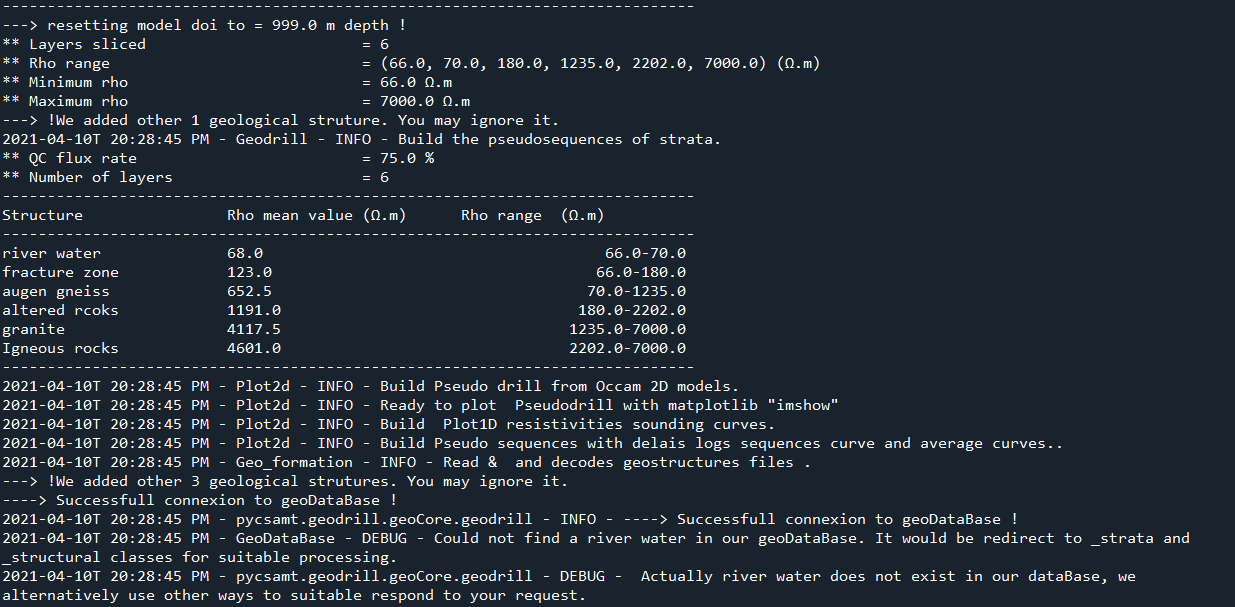 -----------------------------------------------------------------------------
---> resetting model doi to = 999.0 m depth !
** Layers sliced                        = 6
** Rho range                            = (66.0, 70.0, 180.0, 1235.0, 2202.0, 7000.0) (Ω.m)
** Minimum rho                          = 66.0 Ω.m
** Maximum rho                          = 7000.0 Ω.m
---> !We added other 1 geological struture. You may ignore it.
2021-04-10T 20:28:45 PM - Geodrill - INFO - Build the pseudosequences of strata.
** QC flux rate                         = 75.0 %
** Number of layers                     = 6
-----------------------------------------------------------------------------
Structure                Rho mean value (Ω.m)      Rho range  (Ω.m)
-----------------------------------------------------------------------------
river water              68.0                                      66.0-70.0
fracture zone            123.0                                    66.0-180.0
augen gneiss             652.5                                   70.0-1235.0
altered rcoks            1191.0                                 180.0-2202.0
granite                  4117.5                                1235.0-7000.0
Igneous rocks            4601.0                                2202.0-7000.0
-----------------------------------------------------------------------------
2021-04-10T 20:28:45 PM - Plot2d - INFO - Build Pseudo drill from Occam 2D models.
2021-04-10T 20:28:45 PM - Plot2d - INFO - Ready to plot  Pseudodrill with matplotlib "imshow"
2021-04-10T 20:28:45 PM - Plot2d - INFO - Build  Plot1D resistivities sounding curves.
2021-04-10T 20:28:45 PM - Plot2d - INFO - Build Pseudo sequences with delais logs sequences curve and average curves..
2021-04-10T 20:28:45 PM - Geo_formation - INFO - Read &  and decodes geostructures files .
---> !We added other 3 geological strutures. You may ignore it.
----> Successfull connexion to geoDataBase !
2021-04-10T 20:28:45 PM - pycsamt.geodrill.geoCore.geodrill - INFO - ----> Successfull connexion to geoDataBase !
2021-04-10T 20:28:45 PM - GeoDataBase - DEBUG - Could not find a river water in our geoDataBase. It would be redirect to _strata and
_structural classes for suitable processing.
2021-04-10T 20:28:45 PM - pycsamt.geodrill.geoCore.geodrill - DEBUG -  Actually river water does not exist in our dataBase, we
alternatively use other ways to suitable respond to your request.